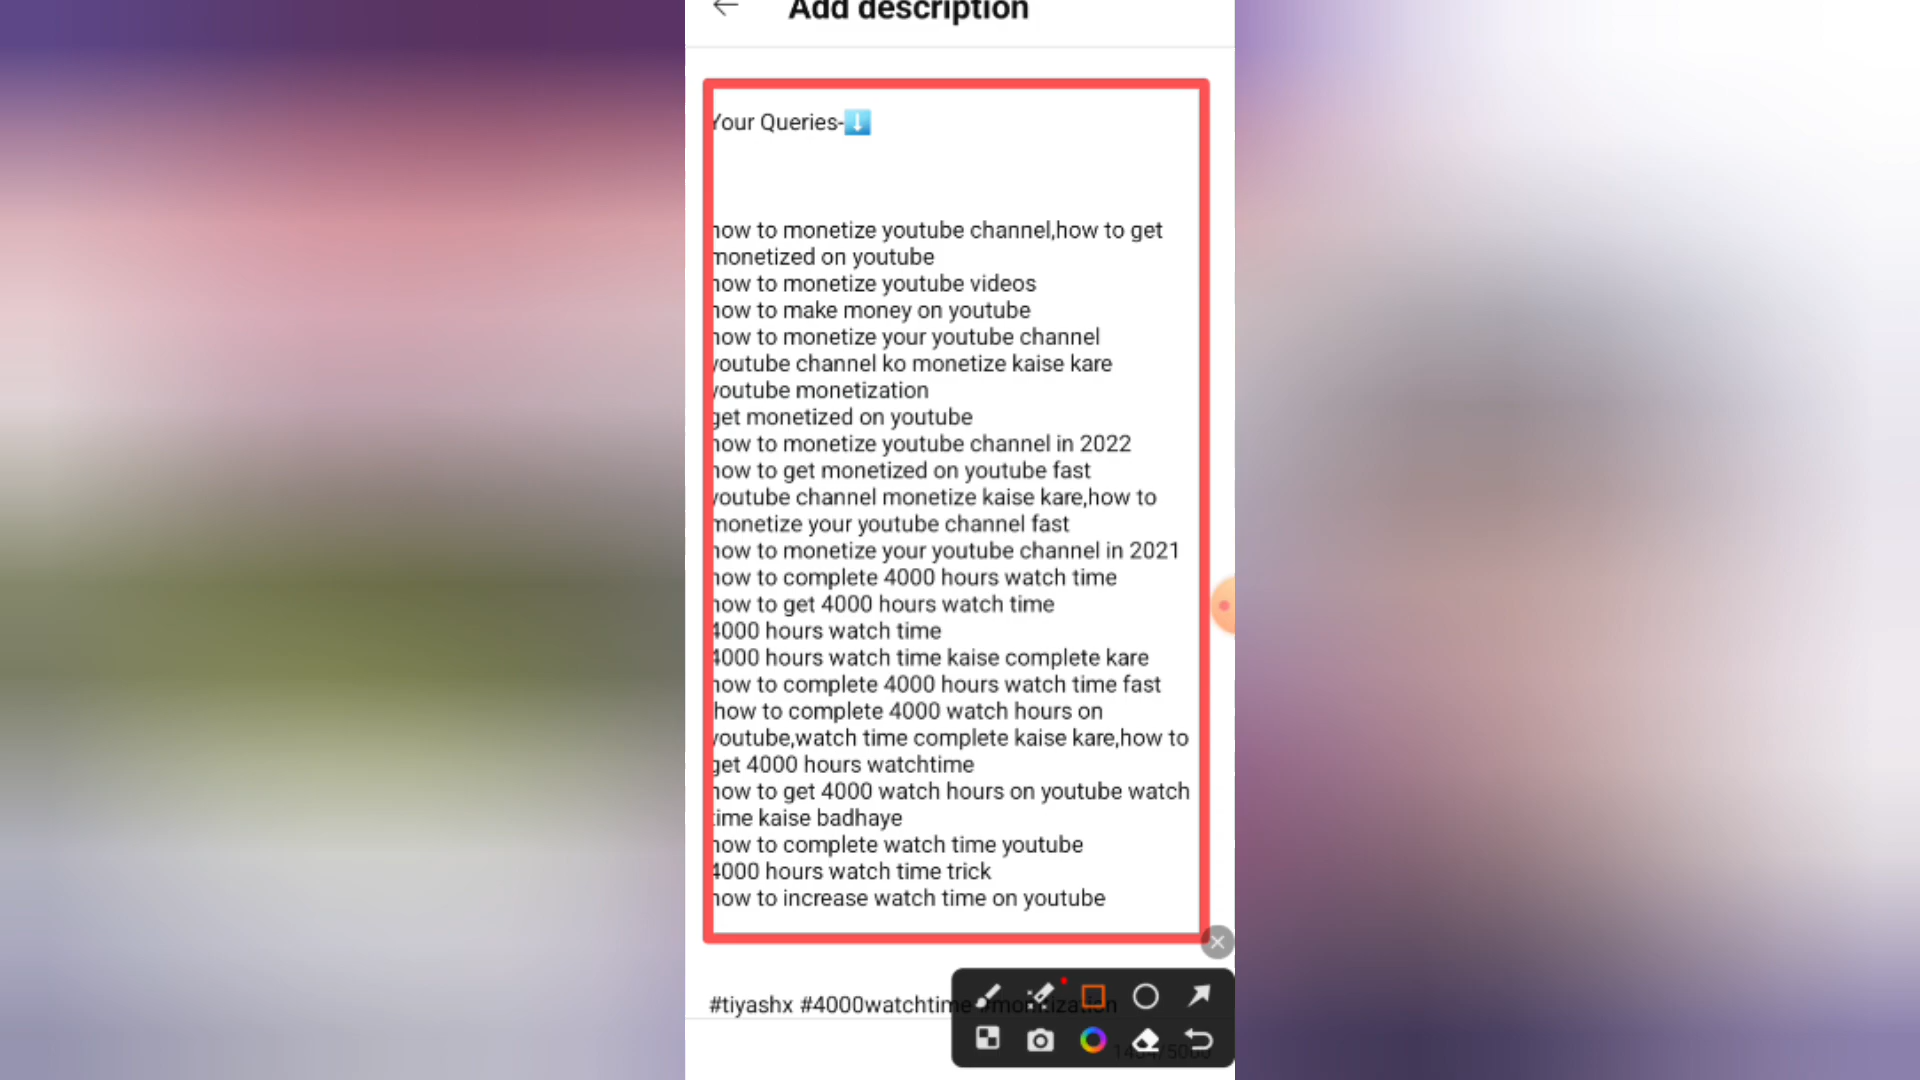 Add description
Your Queries-⬇️
how to monetize youtube channel,how to get
monetized on youtube
how to monetize youtube videos
how to make money on youtube
how to monetize your youtube channel
youtube channel ko monetize kaise kare
youtube monetization
get monetized on youtube
how to monetize youtube channel in 2022
how to get monetized on youtube fast
youtube channel monetize kaise kare,how to
monetize your youtube channel fast
how to monetize your youtube channel in 2021
how to complete 4000 hours watch time
how to get 4000 hours watch time
4000 hours watch time
4000 hours watch time kaise complete kare
how to complete 4000 hours watch time fast
how to complete 4000 watch hours on
youtube,watch time complete kaise kare,how to
get 4000 hours watchtime
how to get 4000 watch hours on youtube watch
time kaise badhaye
how to complete watch time youtube
4000 hours watch time trick
how to increase watch time on youtube
#tiyashx #4000watchtime #monitization